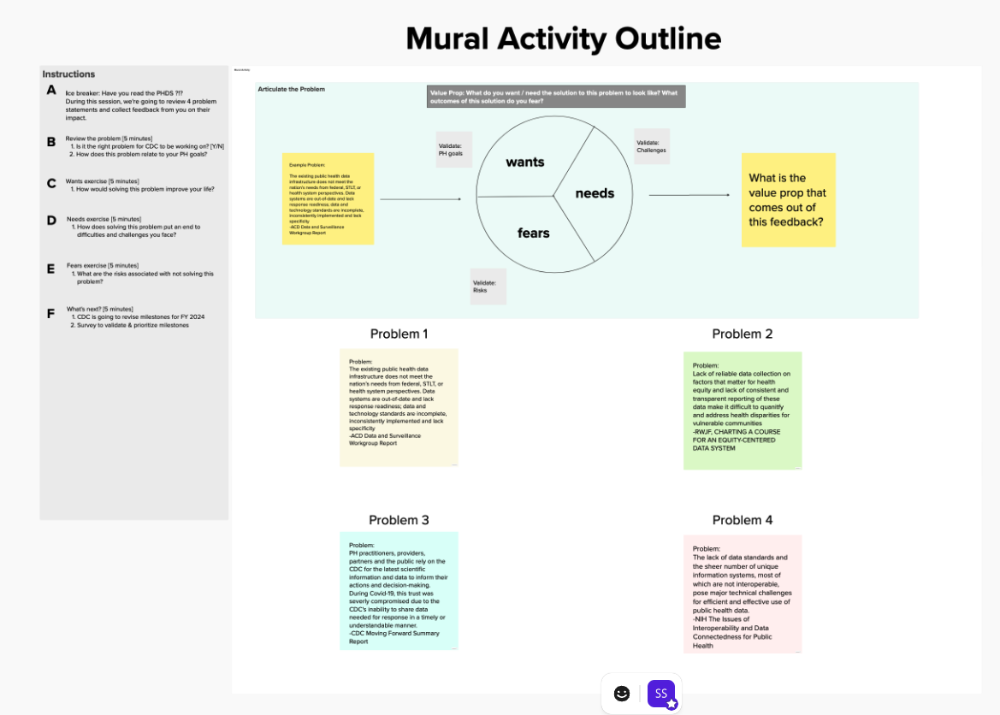 Mural Activity Outline
Instructions
A
Ice breaker: Have you read the PHDS ?!?
During this session, we're going to review 4 problem
statements and collect feedback from you on their
impact.
B
Review the problem [5 minutes]
1. Is it the right problem for CDC to be working on? [Y/N]
2. How does this problem relate to your PH goals?
C
Wants exercise [5 minutes]
1. How would solving this problem improve your life?
D
Needs exercise [5 minutes]
1. How does solving this problem put an end to
difficulties and challenges you face?
E
Fears exercise [5 minutes]
1. What are the risks associated with not solving this
problem?
F
What's next? [5 minutes]
1. CDC is going to revise milestones for FY 2024
2. Survey to validate & prioritize milestones
Articulate the Problem
Value Prop: What do you want / need the solution to this problem to look like? What
outcomes of this solution do you fear?
Example Problem:
The existing public health data
infrastructure does not meet the
nation's needs from federal, STLT, or
health system perspectives. Data
systems are out-of-date and lack
response readiness; data and
technology standards are incomplete,
inconsistently implemented and lack
specificity
-ACD Data and Surveillance
Workgroup Report
Validate:
PH goals
wants
needs
fears
Validate:
Challenges
Validate:
Risks
What is the
value prop that
comes out of
this feedback?
Problem 1
Problem:
The existing public health data
infrastructure does not meet the
nation's needs from federal, STLT, or
health system perspectives. Data
systems are out-of-date and lack
response readiness; data and
technology standards are incomplete,
inconsistently implemented and lack
specificity
-ACD Data and Surveillance
Workgroup Report
Problem 2
Problem:
Lack of reliable data collection on
factors that matter for health
equity and lack of consistent and
transparent reporting of these
data make it difficult to quanitfy
and address health disparities for
vulnerable communities
-RWJF, CHARTING A COURSE
FOR AN EQUITY-CENTERED
DATA SYSTEM
Problem 3
Problem:
PH practitioners, providers,
partners and the public rely on the
CDC for the latest scientific
information and data to inform their
actions and decision-making.
During Covid-19, this trust was
severly compromised due to the
CDC's inability to share data
needed for response in a timely or
understandable manner.
-CDC Moving Forward Summary
Report
Problem 4
Problem:
The lack of data standards and
the sheer number of unique
information systems, most of
which are not interoperable,
pose major technical challenges
for efficient and effective use of
public health data.
-NIH The Issues of
Interoperability and Data
Connectedness for Public
Health
SS